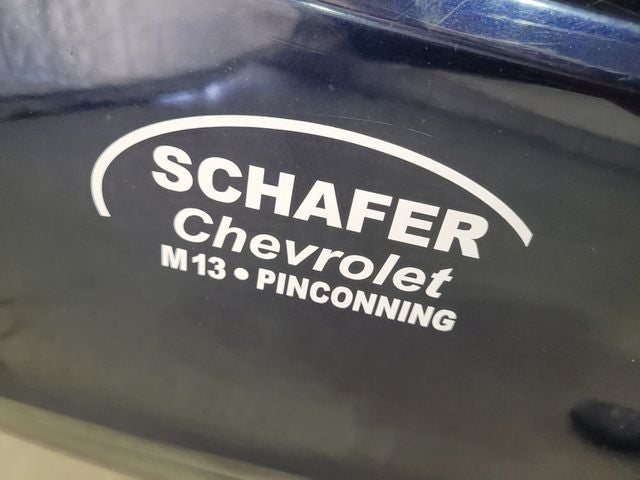 SCHAFER
Chevrolet
M13 • PINCONNING